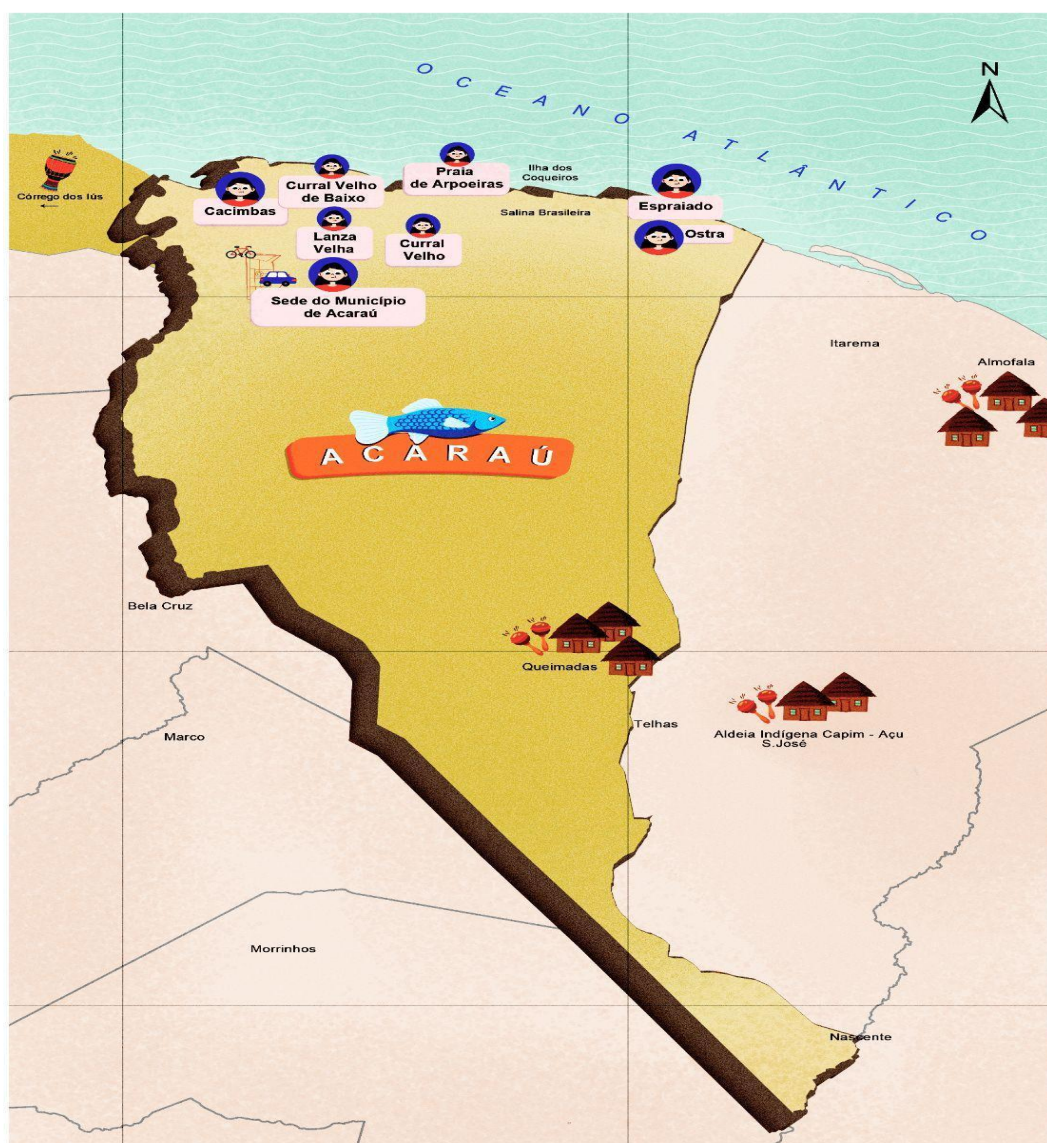 N
OCEANO ATLÂNTICO
Córrego dos Iús
Cacimbas
Curral Velho
de Baixo
Praia
de Arpoeiras
Ilha dos
Coqueiros
Salina Brasileira
Espraiado
Ostra
Lanza
Velha
Curral
Velho
Sede do Município
de Acaraú
Itarema
Almofala
ACARAÚ
Bela Cruz
Queimadas
Telhas
Aldeia Indígena Capim - Açu
S.José
Marco
Morrinhos
Nascente